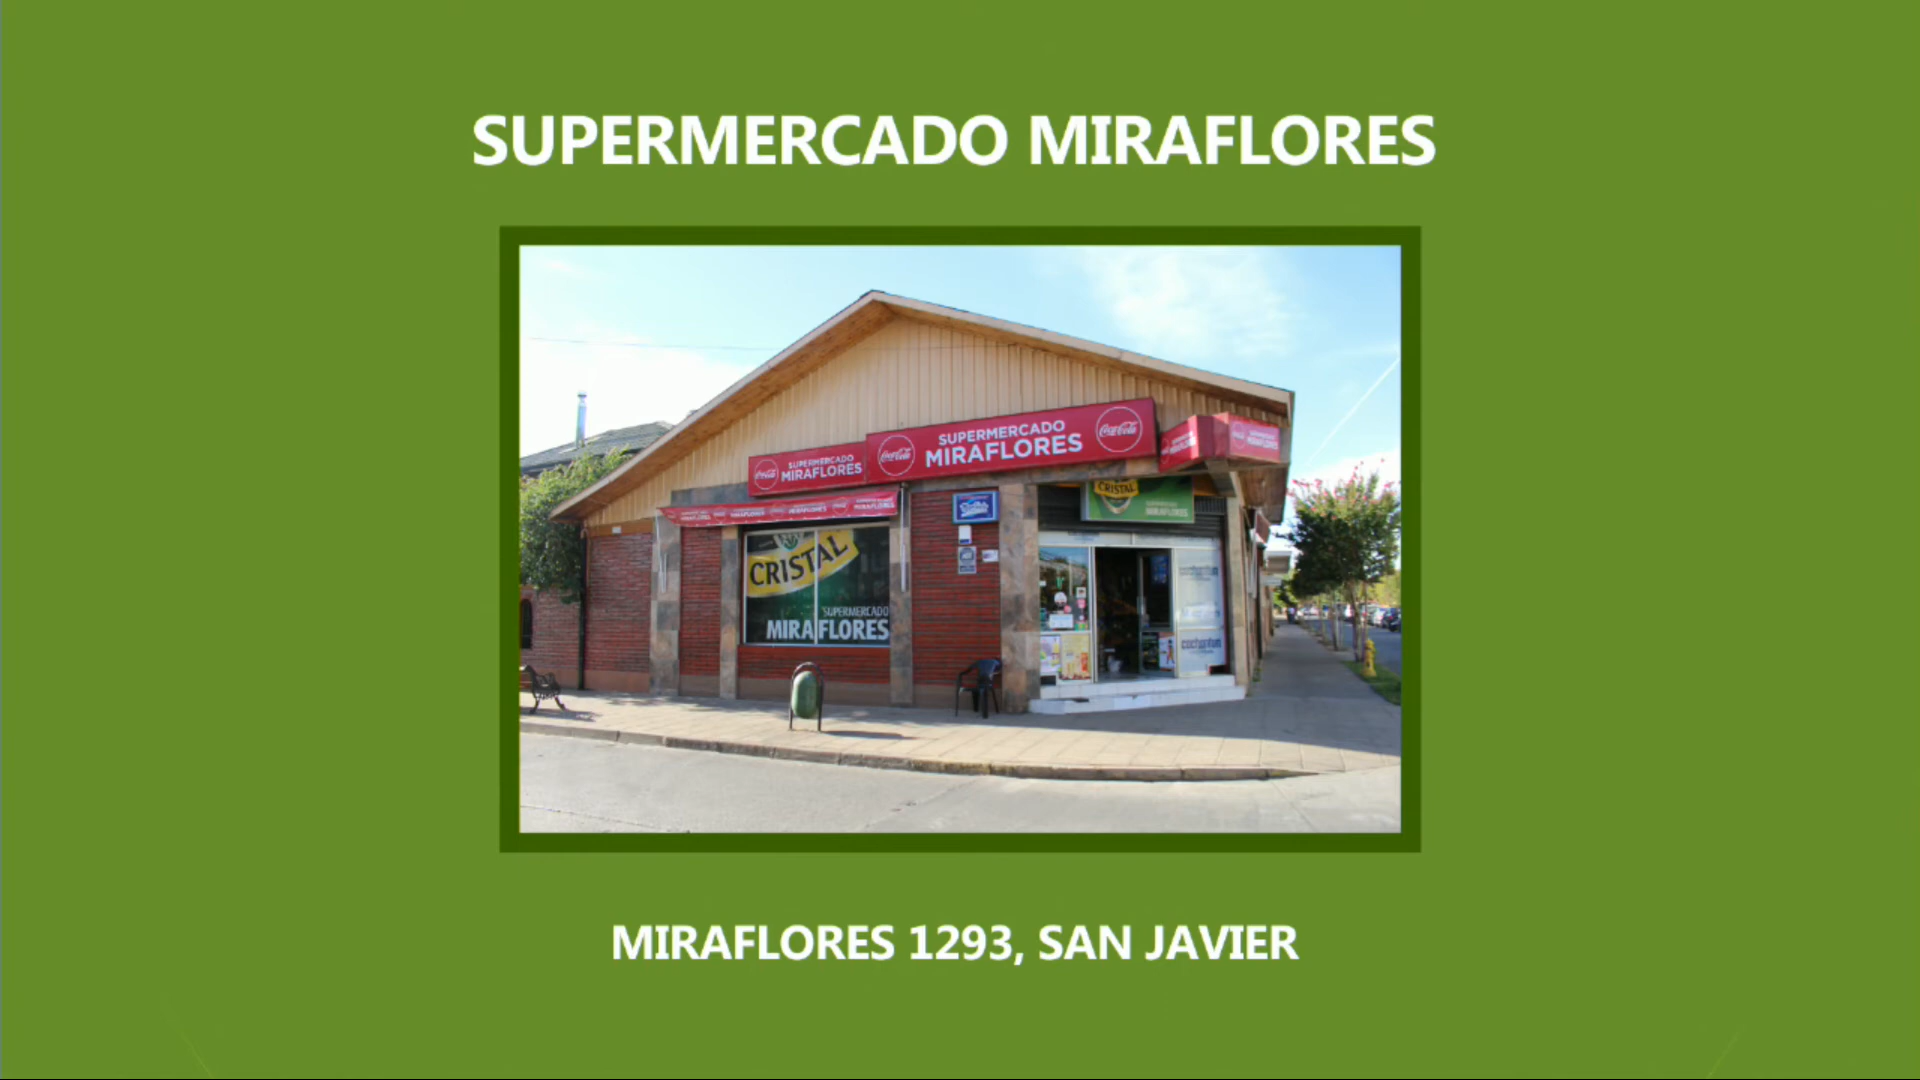 SUPERMERCADO MIRAFLORES
Coca-Cola
SUPERMERCADO
MIRAFLORES
Coca-Cola
SUPERMERCADO
MIRAFLORES
Coca-Cola
MIRAFLORES
CRISTAL
MIRAFLORES
CRISTAL
SUPERMERCADO
MIRAFLORES
MIRAFLORES 1293, SAN JAVIER